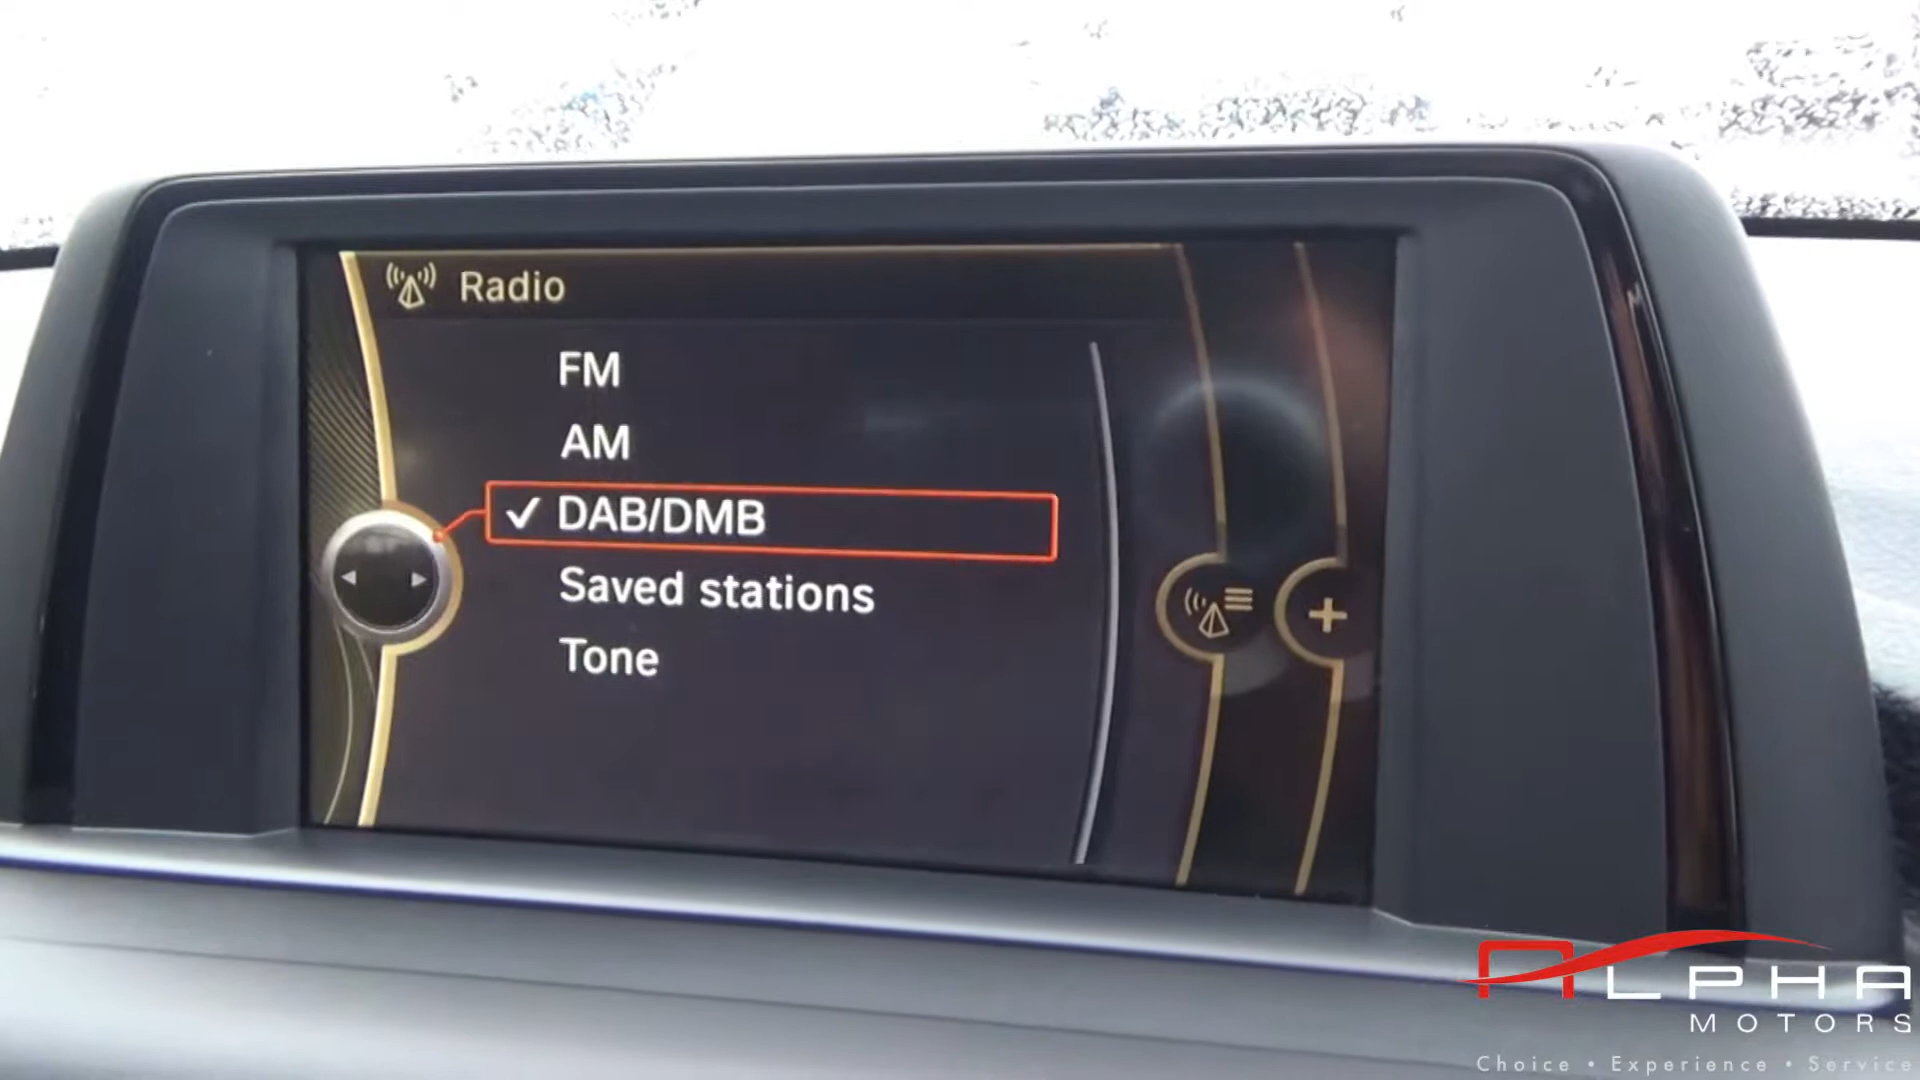 Radio
FM
AM
✓ DAB/DMB
Saved stations
Tone
ALPHA
MOTORS
Choice • Experience • Service